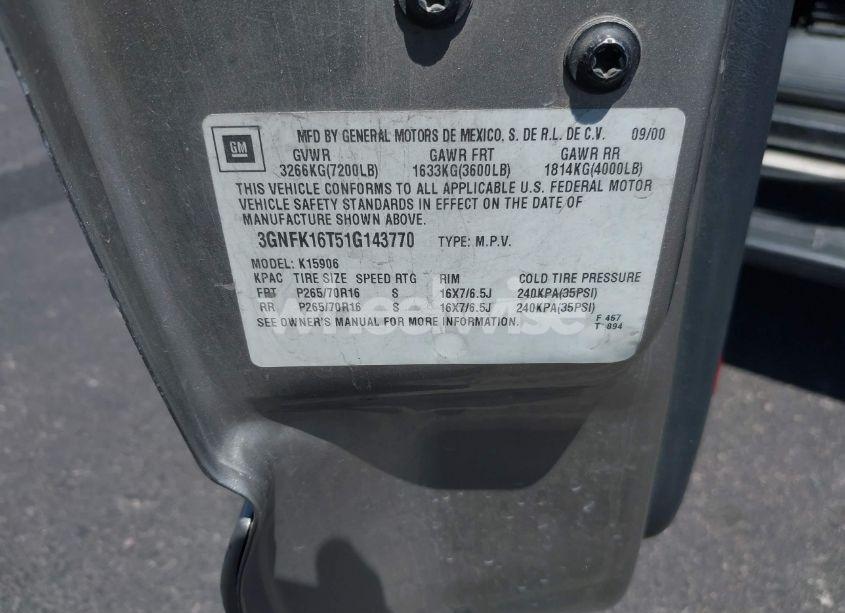 GM
MFD BY GENERAL MOTORS DE MEXICO, S. DE R.L. DE C.V. 09/00
GVWR GAWR FRT GAWR RR
3266KG(7200LB) 1633KG(3600LB) 1814KG(4000LB)
THIS VEHICLE CONFORMS TO ALL APPLICABLE U.S. FEDERAL MOTOR
VEHICLE SAFETY STANDARDS IN EFFECT ON THE DATE OF
MANUFACTURE SHOWN ABOVE.
3GNFK16T51G143770 TYPE: M.P.V.
MODEL: K15906
KPAC TIRE SIZE SPEED RTG RIM COLD TIRE PRESSURE
FRT P265/70R16 S 16X7/6.5J 240KPA(35PSI)
RR P265/70R16 S 16X7/6.5J 240KPA(35PSI)
SEE OWNER'S MANUAL FOR MORE INFORMATION.
F 457
T 894
wheelwise